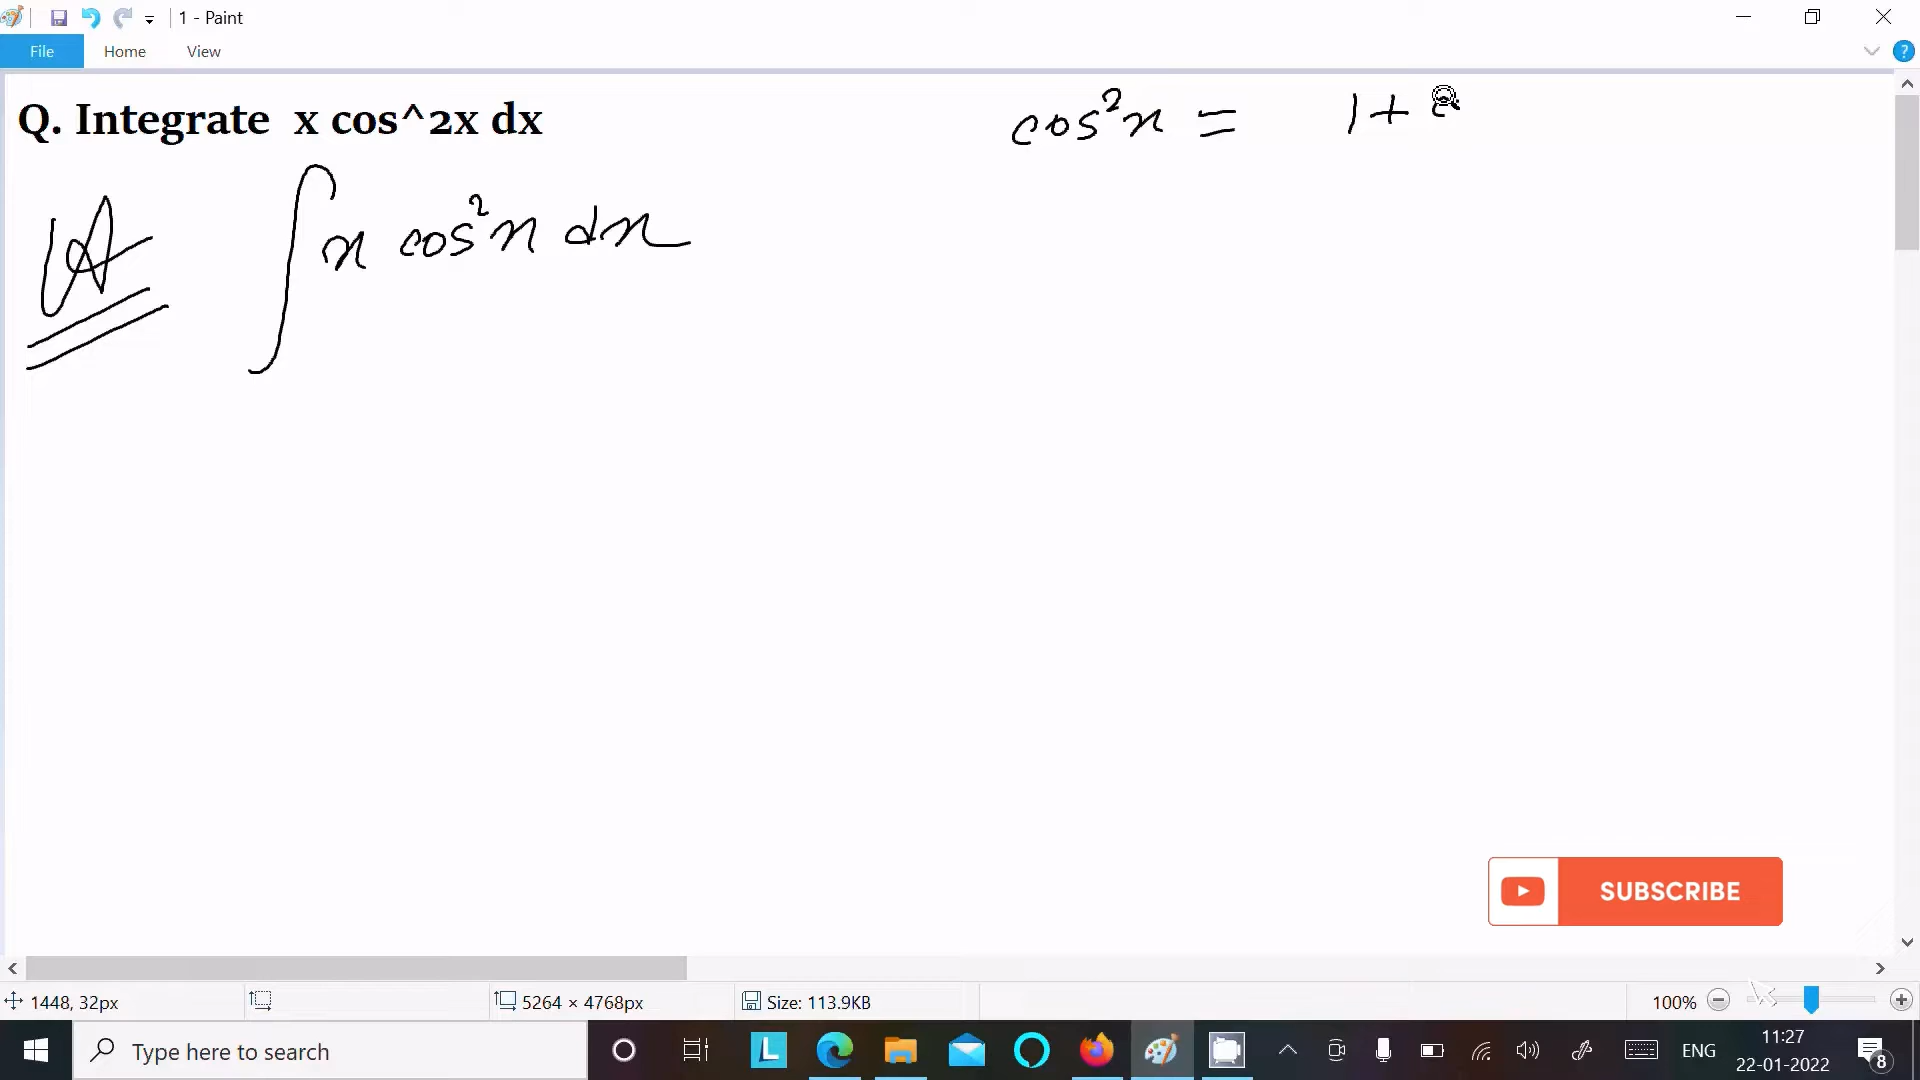 1 - Paint
File Home View
Q. Integrate x cos^2x dx
cos²x = 1 +
∫ x cos²x dx
SUBSCRIBE
1448, 32px 5264 × 4768px Size: 113.9KB 100%
Type here to search L ENG 11:27
22-01-2022 8